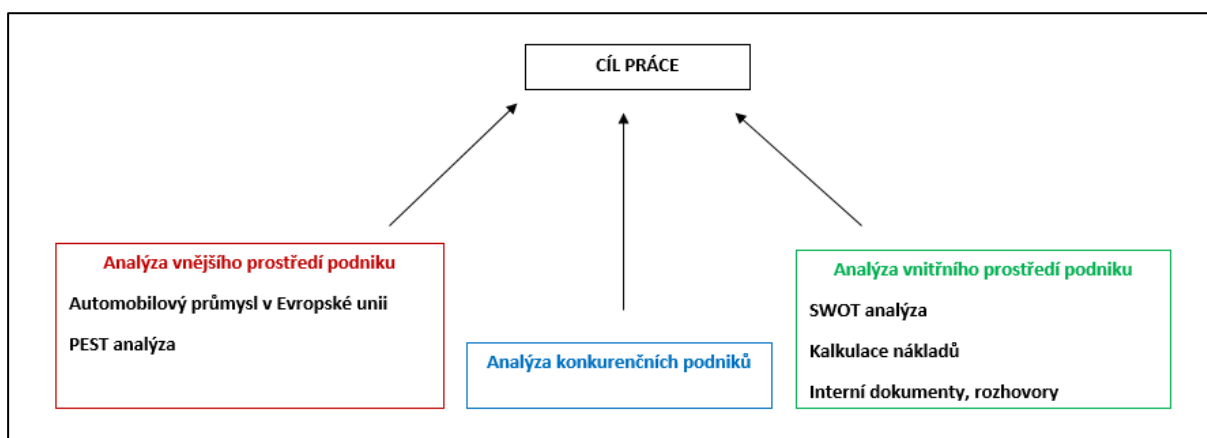 CÍL PRÁCE
Analýza vnějšího prostředí podniku
Automobilový průmysl v Evropské unii
PEST analýza
Analýza konkurenčních podniků
Analýza vnitřního prostředí podniku
SWOT analýza
Kalkulace nákladů
Interní dokumenty, rozhovory